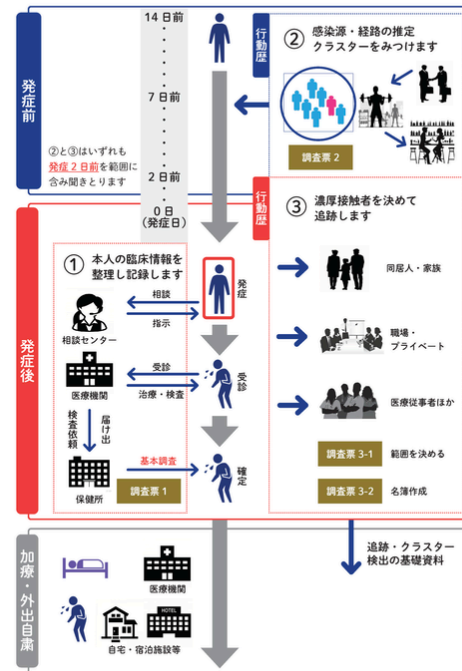 発症前
14日前
7日前
2日前
0日
(発症日)
②と③はいずれも
発症2日前を範囲に
含み聞きとります
行動歴
② 感染源・経路の推定
クラスターをみつけます
調査票 2
行動歴
③ 濃厚接触者を決めて
追跡します
発症後
① 本人の臨床情報を
整理し記録します
相談
指示
相談センター
発症
受診
治療・検査
医療機関
受診
検査依頼
届け出
基本調査
保健所
調査票 1
確定
同居人・家族
職場・
プライベート
医療従事者ほか
調査票 3-1
範囲を決める
調査票 3-2
名簿作成
追跡・クラスター
検出の基礎資料
加療・外出自粛
医療機関
HOTEL
自宅・宿泊施設等